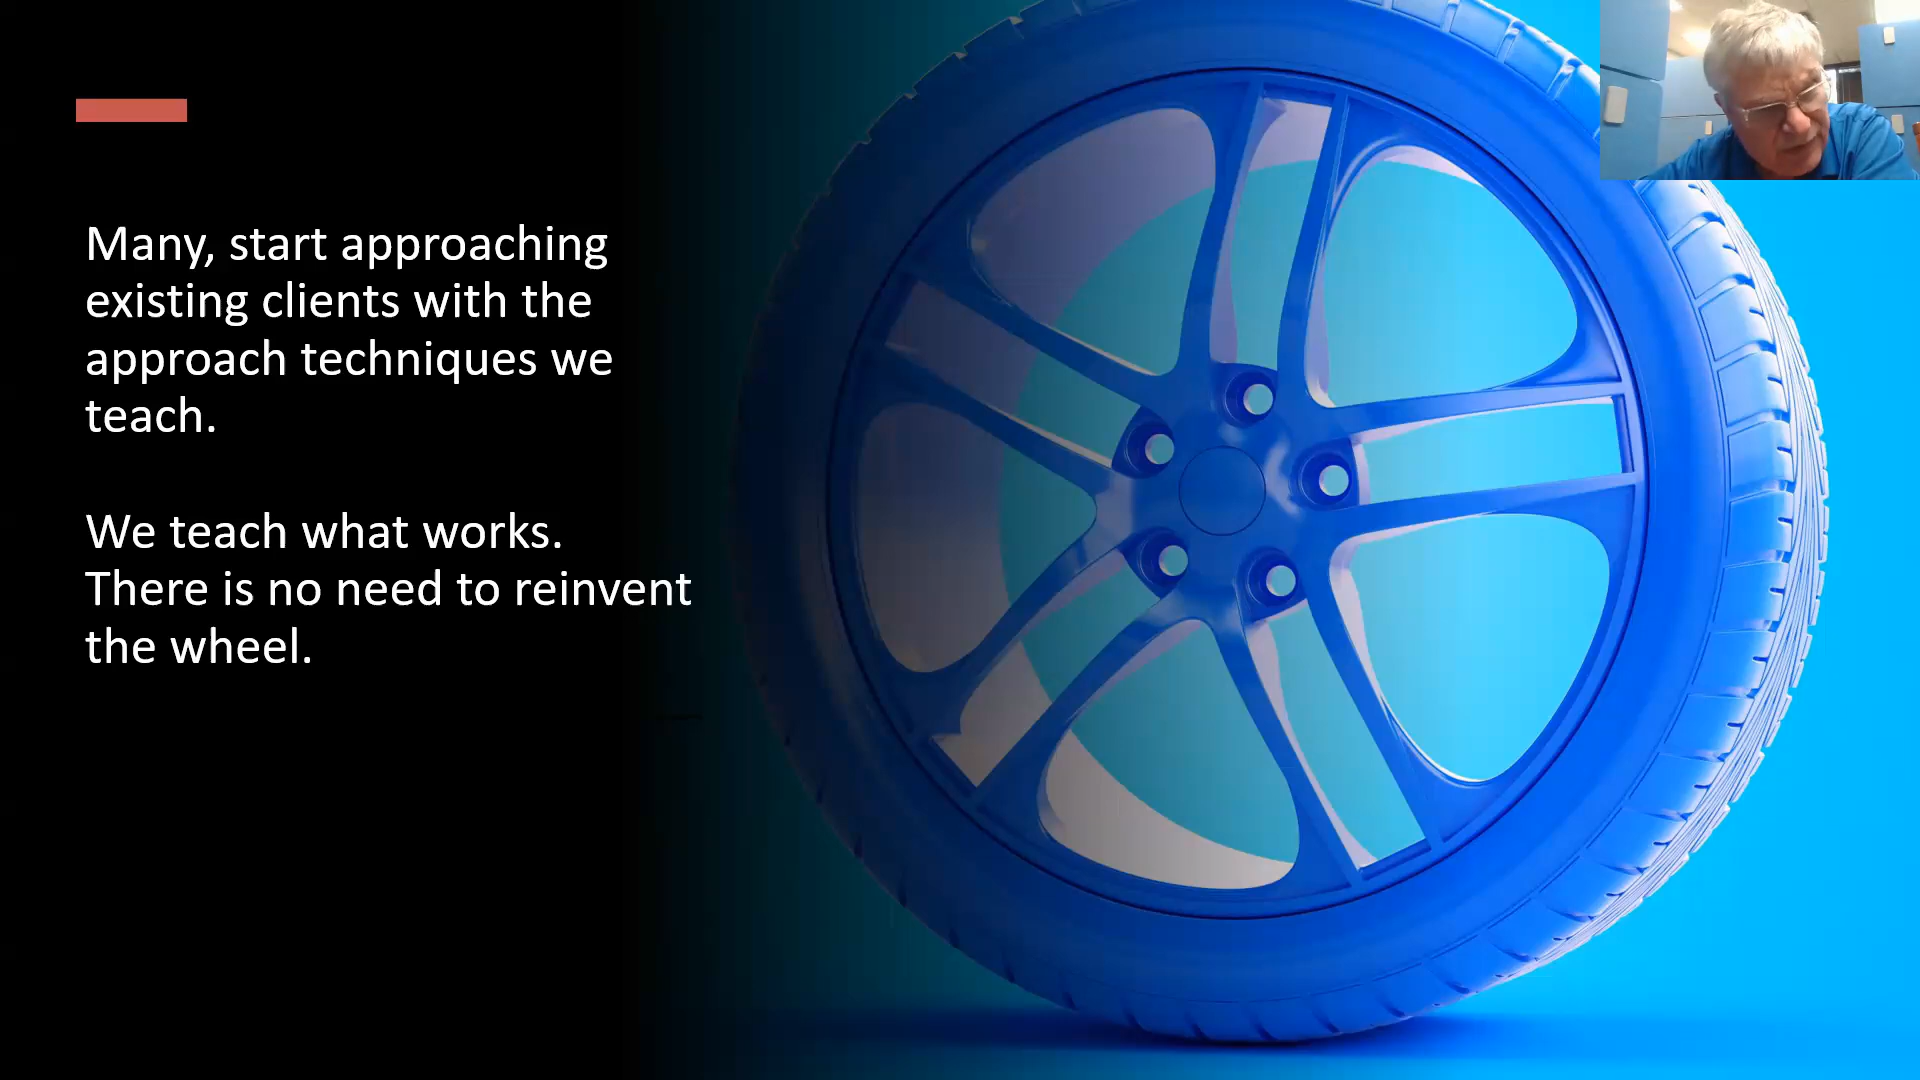 Many, start approaching
existing clients with the
approach techniques we
teach.
We teach what works.
There is no need to reinvent
the wheel.